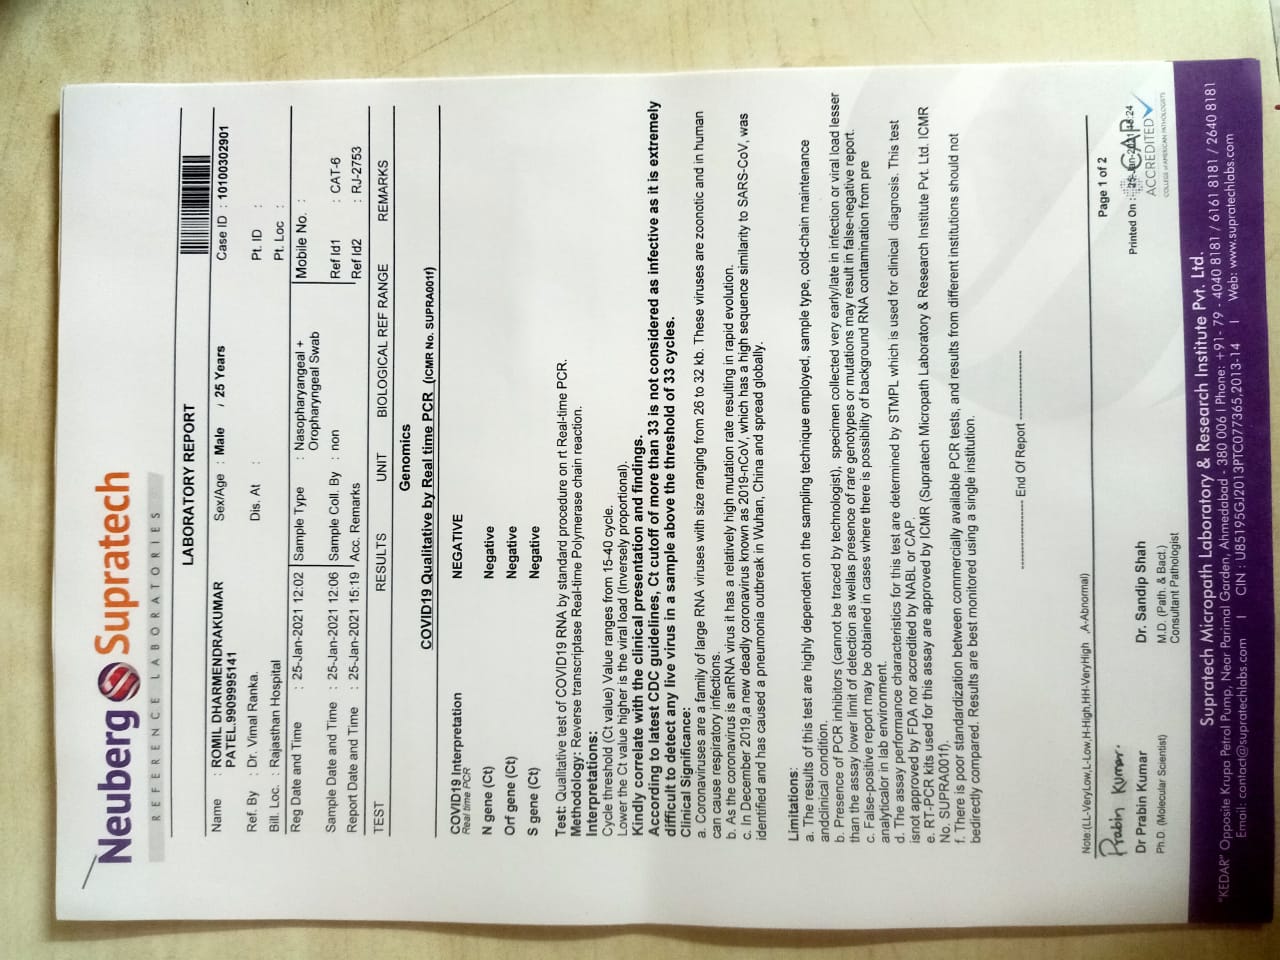 Neuberg Supratech
REFERENCE LABORATORIES
LABORATORY REPORT
Name : ROMIL DHARMENDRAKUMAR Sex/Age : Male / 25 Years Case ID : 10100302901
PATEL.9909995141
Ref. By : Dr. Vimal Ranka. Dis. At : Pt. ID :
Bill. Loc. : Rajasthan Hospital Pt. Loc :
Reg Date and Time : 25-Jan-2021 12:02 Sample Type : Nasopharyangeal + Mobile No. :
Oropharyngeal Swab
Sample Date and Time : 25-Jan-2021 12:06 Sample Coll. By : non Ref Id1 : CAT-6
Report Date and Time : 25-Jan-2021 15:19 Acc. Remarks Ref Id2 : RJ-2753
TEST RESULTS UNIT BIOLOGICAL REF RANGE REMARKS
Genomics
COVID19 Qualitative by Real time PCR (ICMR No. SUPRA001f)
COVID19 Interpretation NEGATIVE
Real time PCR
N gene (Ct) Negative
Orf gene (Ct) Negative
S gene (Ct) Negative
Test: Qualitative test of COVID19 RNA by standard procedure on rt Real-time PCR.
Methodology: Reverse transcriptase Real-time Polymerase chain reaction.
Interpretations:
Cycle threshold (Ct value) Value ranges from 15-40 cycle.
Lower the Ct value higher is the viral load (Inversely proportional).
Kindly correlate with the clinical presentation and findings.
According to latest CDC guidelines, Ct cutoff of more than 33 is not considered as infective as it is extremely
difficult to detect any live virus in a sample above the threshold of 33 cycles.
Clinical Significance:
a. Coronaviruses are a family of large RNA viruses with size ranging from 26 to 32 kb. These viruses are zoonotic and in human
can cause respiratory infections.
b. As the coronavirus is anRNA virus it has a relatively high mutation rate resulting in rapid evolution.
c. In December 2019,a new deadly coronavirus known as 2019-nCoV, which has a high sequence similarity to SARS-CoV, was
identified and has caused a pneumonia outbreak in Wuhan, China and spread globally.
Limitations:
a. The results of this test are highly dependent on the sampling technique employed, sample type, cold-chain maintenance
andclinical condition.
b. Presence of PCR inhibitors (cannot be traced by technologist), specimen collected very early/late in infection or viral load lesser
than the assay lower limit of detection as wellas presence of rare genotypes or mutations may result in false-negative report.
c. False-positive report may be obtained in cases where there is possibility of background RNA contamination from pre
analyticalor in lab environment.
d. The assay performance characteristics for this test are determined by STMPL which is used for clinical diagnosis. This test
isnot approved by FDA nor accredited by NABL or CAP.
e. RT-PCR kits used for this assay are approved by ICMR (Supratech Micropath Laboratory & Research Institute Pvt. Ltd. ICMR
No. SUPRA001f).
f. There is poor standardization between commercially available PCR tests, and results from different institutions should not
bedirectly compared. Results are best monitored using a single institution.
------------------ End Of Report ------------------
Note:(LL-VeryLow,L-Low,H-High,HH-VeryHigh ,A-Abnormal)
Prabin Kumar.
Dr Prabin Kumar Dr. Sandip Shah
Ph.D. (Molecular Scientist) M.D. (Path. & Bact.)
Consultant Pathologist
Page 1 of 2
Printed On : 25-Jan-2021 :24
CAP
ACCREDITED
COLLEGE of AMERICAN PATHOLOGISTS
Supratech Micropath Laboratory & Research Institute Pvt. Ltd.
"KEDAR" Opposite Krupa Petrol Pump, Near Parimal Garden, Ahmedabad - 380 006 | Phone: +91 - 79 - 4040 8181 / 6161 8181 / 2640 8181
Email: contact@supratechlabs.com | CIN : U85195GJ2013PTC077365,2013-14 | Web: www.supratechlabs.com